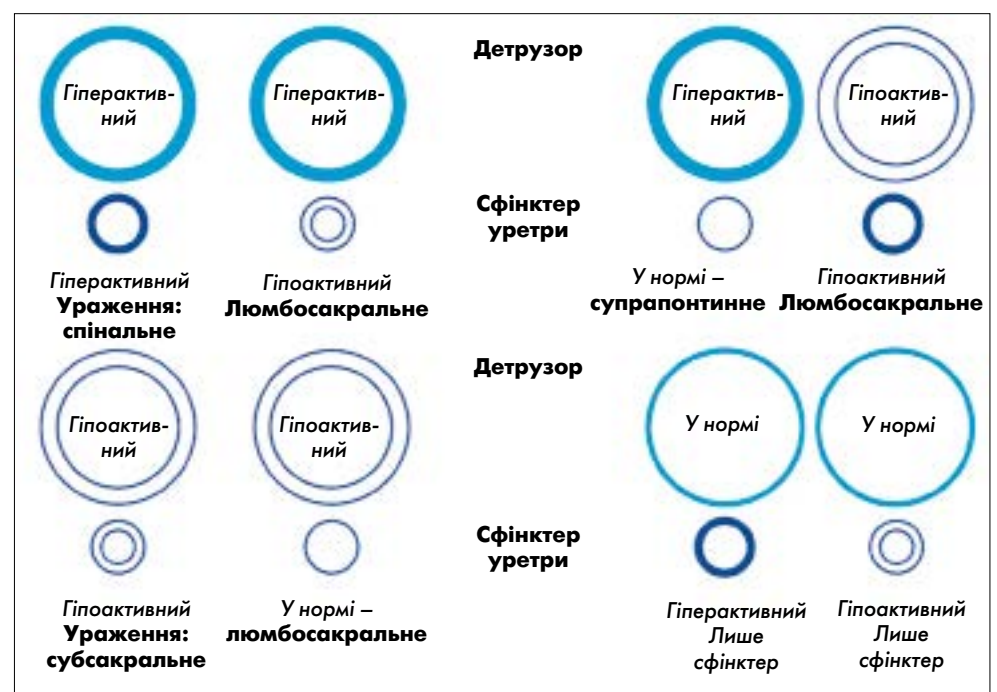 Детрузор
Гіперактив-
ний
Гіперактив-
ний
Гіперактив-
ний
Гіпоактив-
ний
Сфінктер
уретри
Гіперактивний
Ураження:
спінальне
Гіпоактивний
Люмбосакральне
У нормі –
супрапонтинне
Гіпоактивний
Люмбосакральне
Детрузор
Гіпоактив-
ний
Гіпоактив-
ний
У нормі
У нормі
Сфінктер
уретри
Гіпоактивний
Ураження:
субсакральне
У нормі –
люмбосакральне
Гіперактивний
Лише
сфінктер
Гіпоактивний
Лише
сфінктер